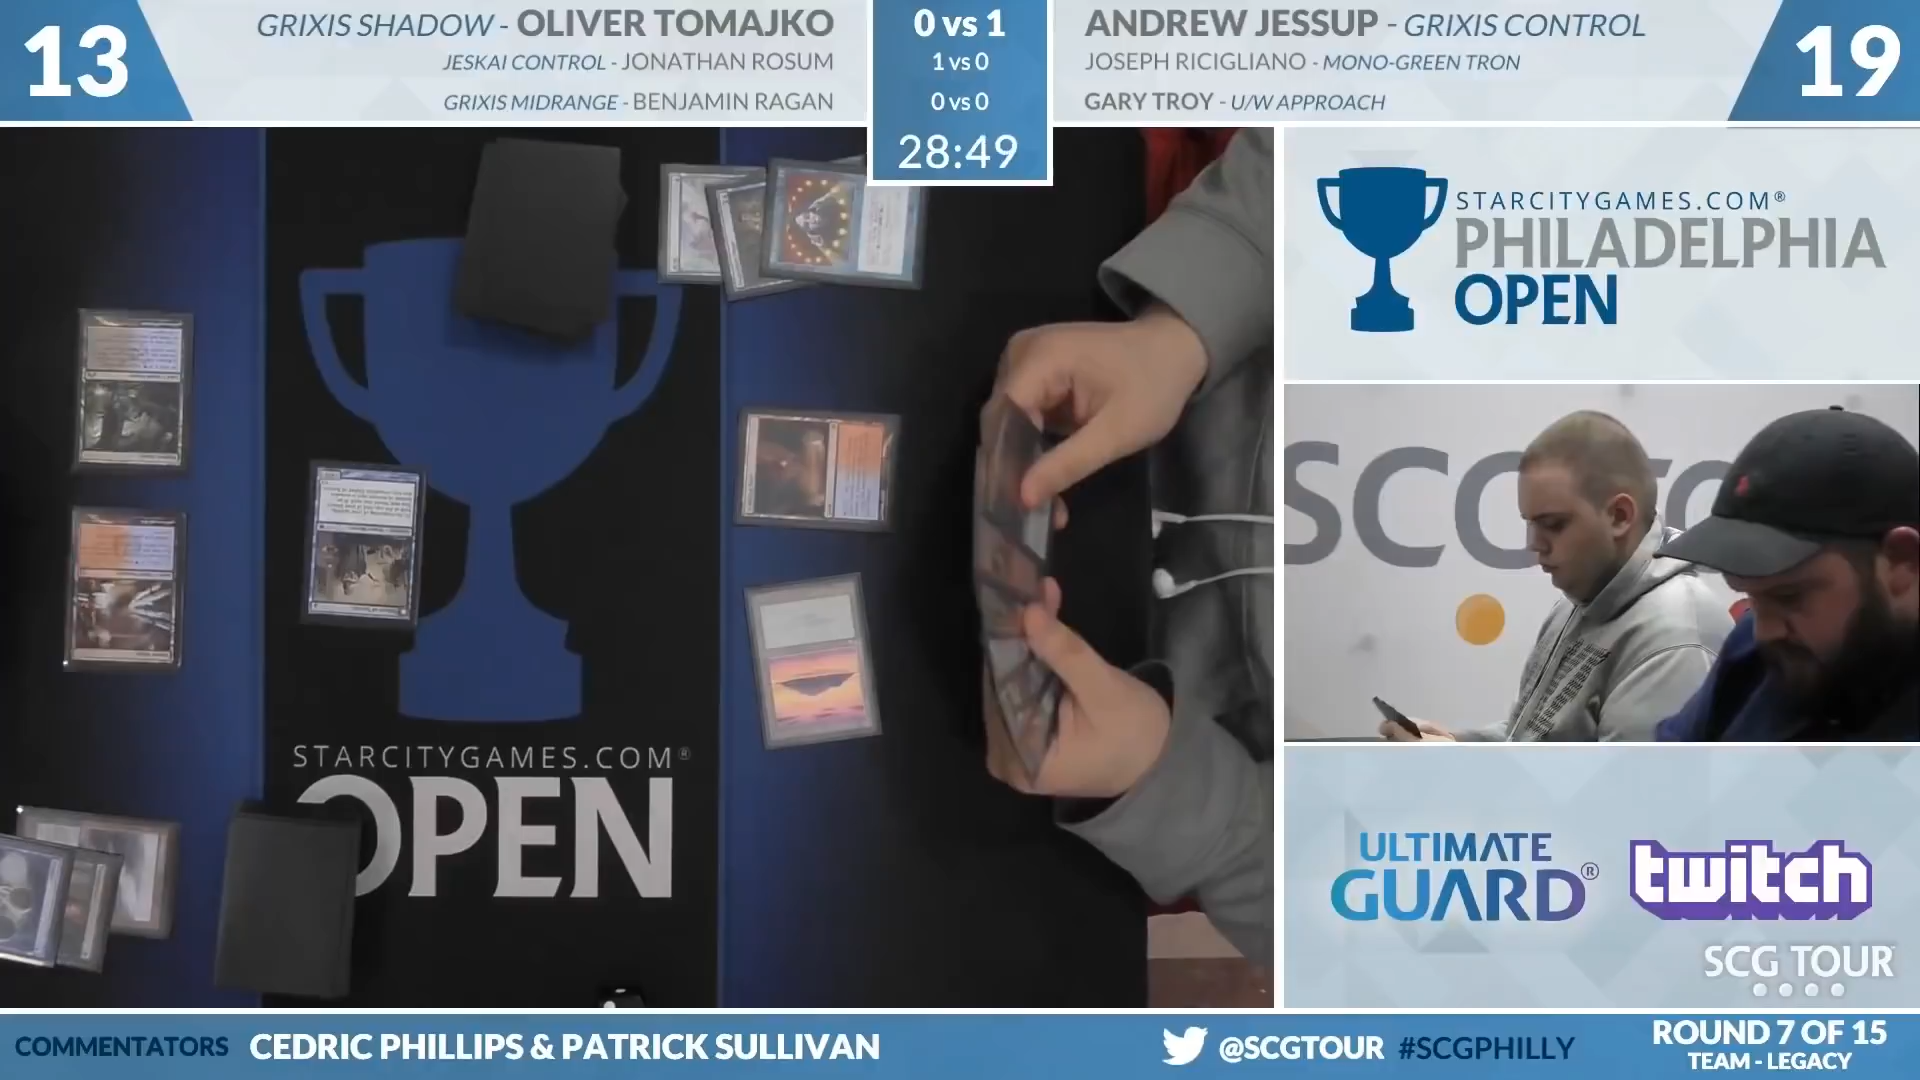 13
GRIXIS SHADOW - OLIVER TOMAJKO
JESKAI CONTROL - JONATHAN ROSUM
GRIXIS MIDRANGE - BENJAMIN RAGAN
0 vs 1
1 vs 0
0 vs 0
28:49
ANDREW JESSUP - GRIXIS CONTROL
JOSEPH RICIGLIANO - MONO-GREEN TRON
GARY TROY - U/W APPROACH
19
STARCITYGAMES.COM®
PHILADELPHIA
OPEN
SCG
STARCITYGAMES.COM®
OPEN
ULTIMATE
GUARD®
twitch
SCG TOUR
COMMENTATORS CEDRIC PHILLIPS & PATRICK SULLIVAN
@SCGTOUR #SCGPHILLY
ROUND 7 OF 15
TEAM - LEGACY